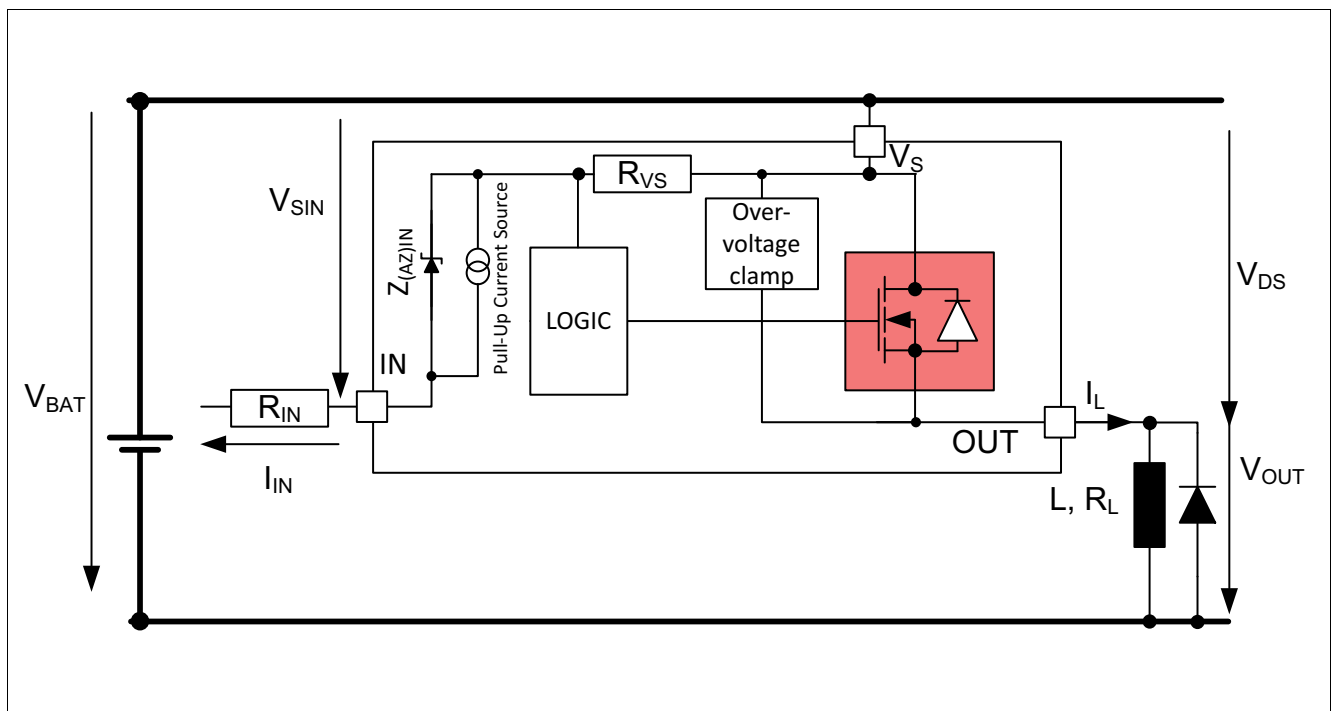 V_S
R_VS
V_SIN
Over-
voltage
clamp
Z_(AZ)IN
Pull-Up Current Source
V_DS
LOGIC
IN
V_BAT
R_IN
I_L
OUT
I_IN
V_OUT
L, R_L